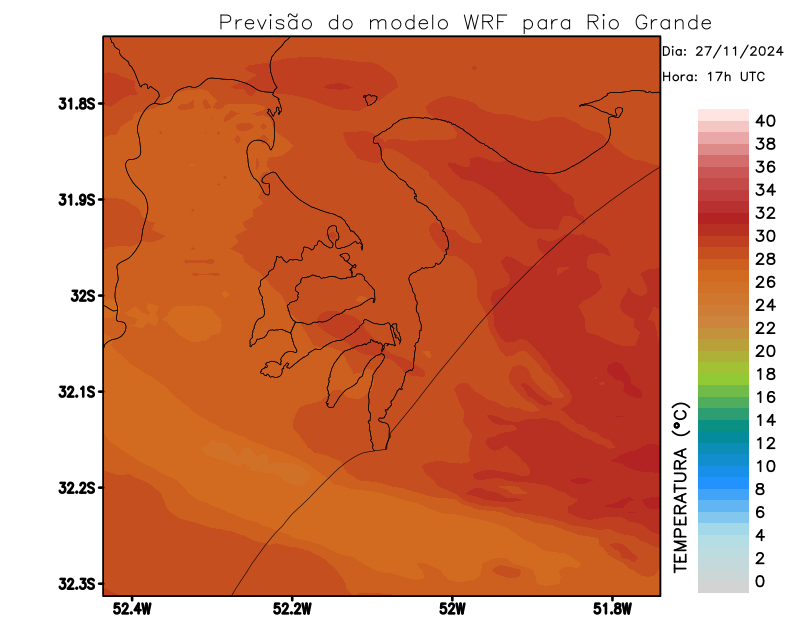 Previsão do modelo WRF para Rio Grande
Dia: 27/11/2024
Hora: 17h UTC
31.8S
31.9S
32S
32.1S
32.2S
32.3S
52.4W
52.2W
52W
51.8W
TEMPERATURA (°C)
40
38
36
34
32
30
28
26
24
22
20
18
16
14
12
10
8
6
4
2
0